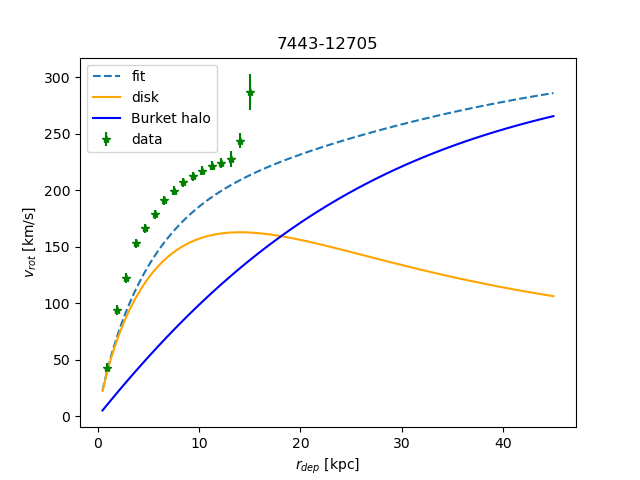 7443-12705
fit
disk
Burket halo
data
300
250
200
150
100
50
0
v_rot [km/s]
0 10 20 30 40
r_dep [kpc]